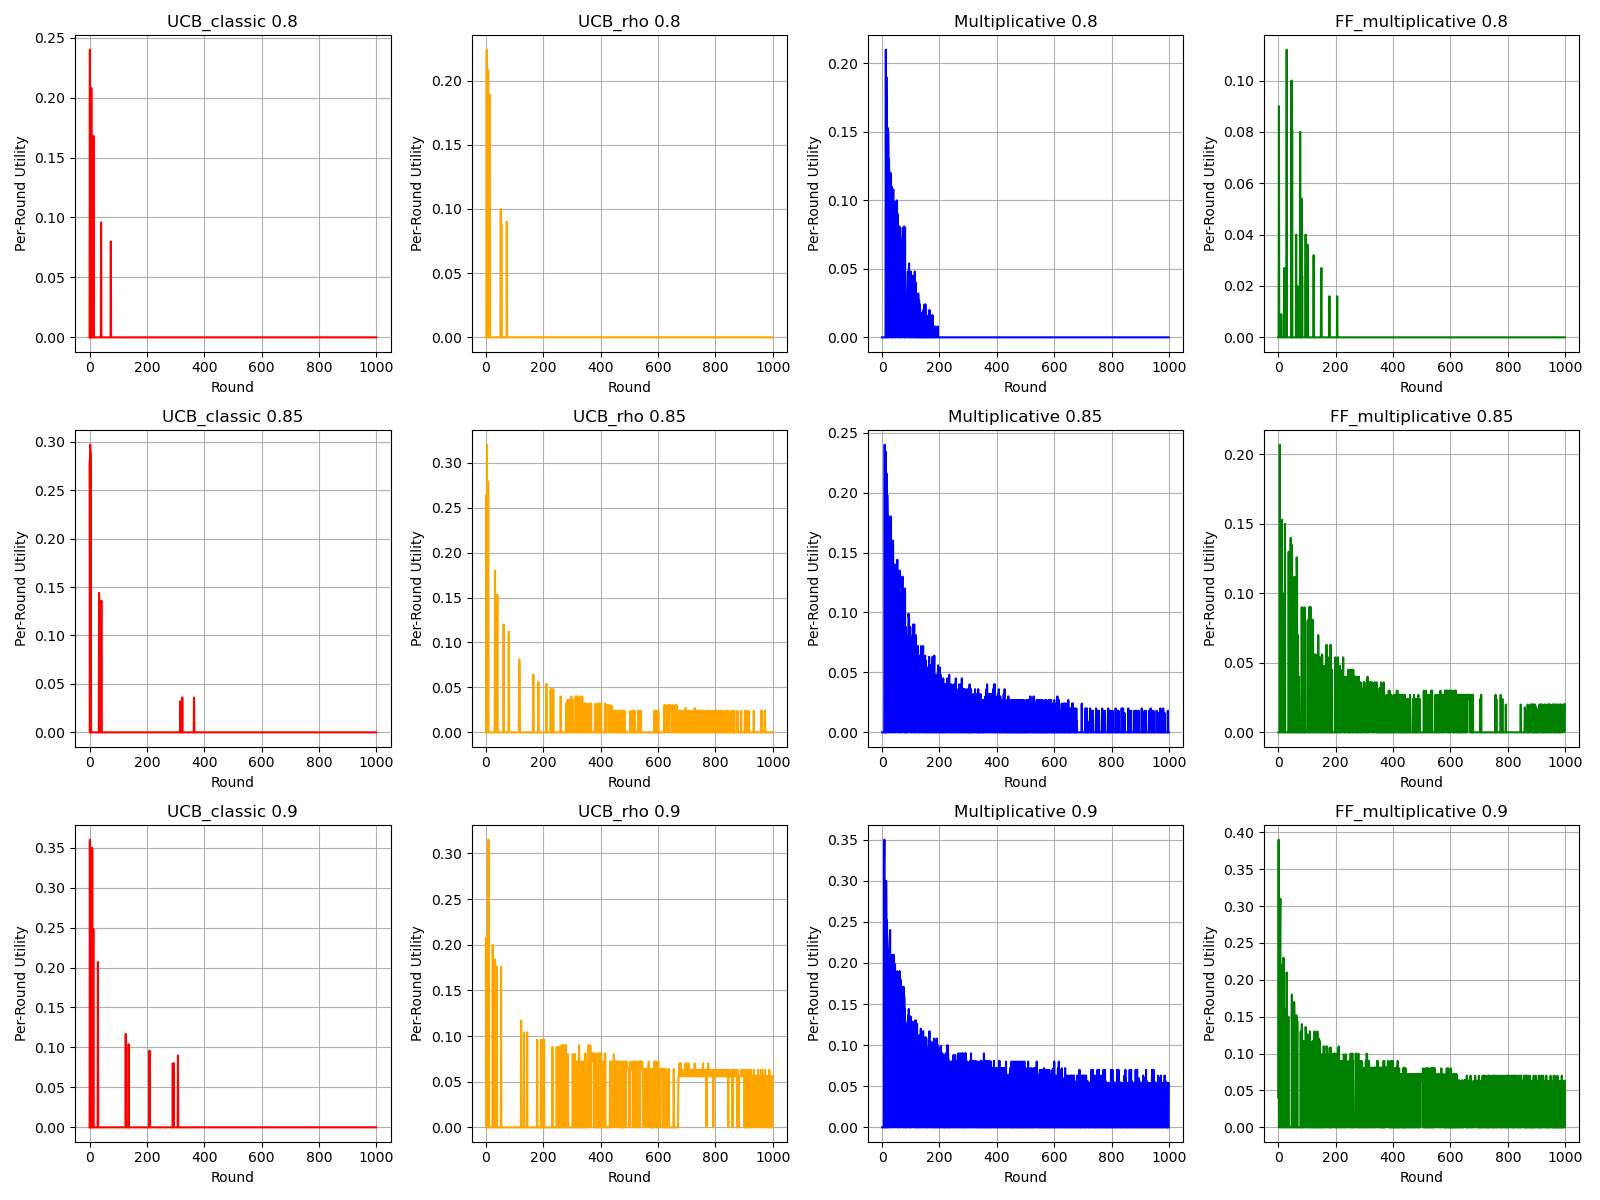 UCB_classic 0.8
0.25
0.20
0.15
0.10
0.05
0.00
Per-Round Utility
0 200 400 600 800 1000
Round
UCB_rho 0.8
0.20
0.15
0.10
0.05
0.00
Per-Round Utility
0 200 400 600 800 1000
Round
Multiplicative 0.8
0.20
0.15
0.10
0.05
0.00
Per-Round Utility
0 200 400 600 800 1000
Round
FF_multiplicative 0.8
0.10
0.08
0.06
0.04
0.02
0.00
Per-Round Utility
0 200 400 600 800 1000
Round
UCB_classic 0.85
0.30
0.25
0.20
0.15
0.10
0.05
0.00
Per-Round Utility
0 200 400 600 800 1000
Round
UCB_rho 0.85
0.30
0.25
0.20
0.15
0.10
0.05
0.00
Per-Round Utility
0 200 400 600 800 1000
Round
Multiplicative 0.85
0.25
0.20
0.15
0.10
0.05
0.00
Per-Round Utility
0 200 400 600 800 1000
Round
FF_multiplicative 0.85
0.20
0.15
0.10
0.05
0.00
Per-Round Utility
0 200 400 600 800 1000
Round
UCB_classic 0.9
0.35
0.30
0.25
0.20
0.15
0.10
0.05
0.00
Per-Round Utility
0 200 400 600 800 1000
Round
UCB_rho 0.9
0.30
0.25
0.20
0.15
0.10
0.05
0.00
Per-Round Utility
0 200 400 600 800 1000
Round
Multiplicative 0.9
0.35
0.30
0.25
0.20
0.15
0.10
0.05
0.00
Per-Round Utility
0 200 400 600 800 1000
Round
FF_multiplicative 0.9
0.40
0.35
0.30
0.25
0.20
0.15
0.10
0.05
0.00
Per-Round Utility
0 200 400 600 800 1000
Round